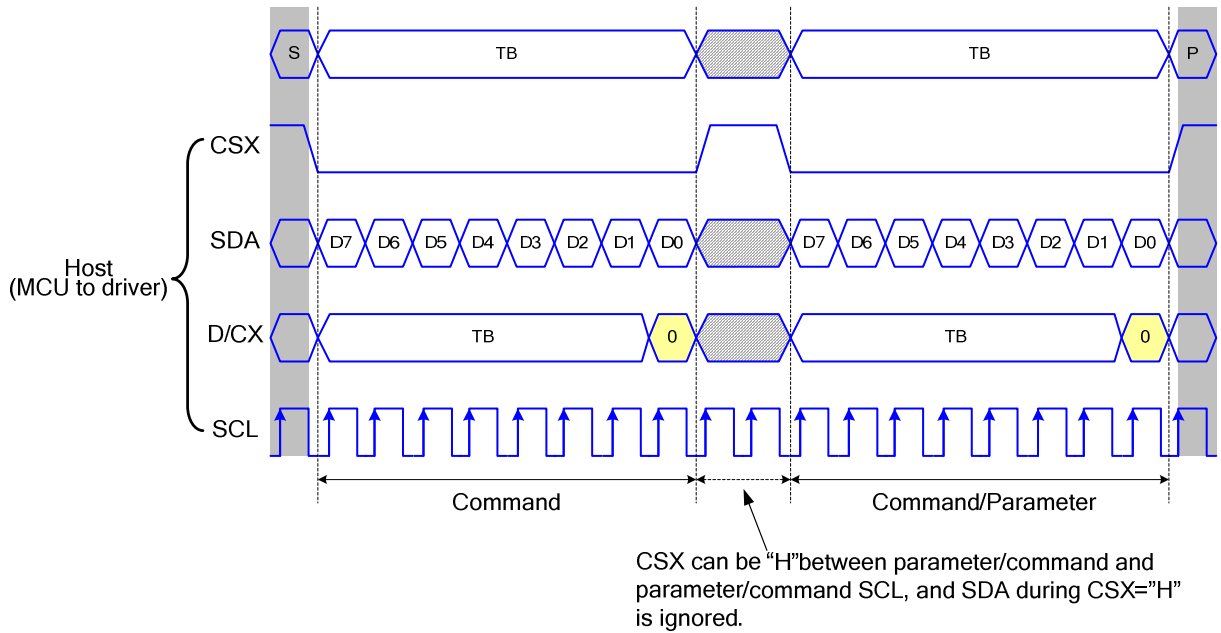 S TB TB P
CSX
SDA D7 D6 D5 D4 D3 D2 D1 D0 D7 D6 D5 D4 D3 D2 D1 D0
Host
(MCU to driver)
D/CX TB 0 TB 0
SCL
Command Command/Parameter
CSX can be “H”between parameter/command and
parameter/command SCL, and SDA during CSX=”H”
is ignored.